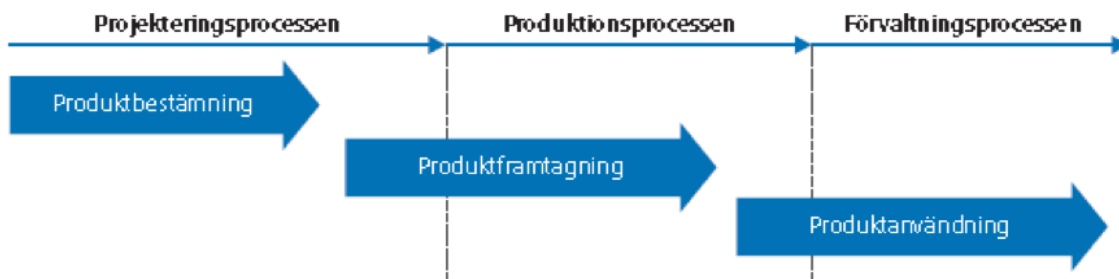 Projekteringsprocessen
Produktionsprocessen
Förvaltningsprocessen
Produktbestämning
Produktframtagning
Produktanvändning